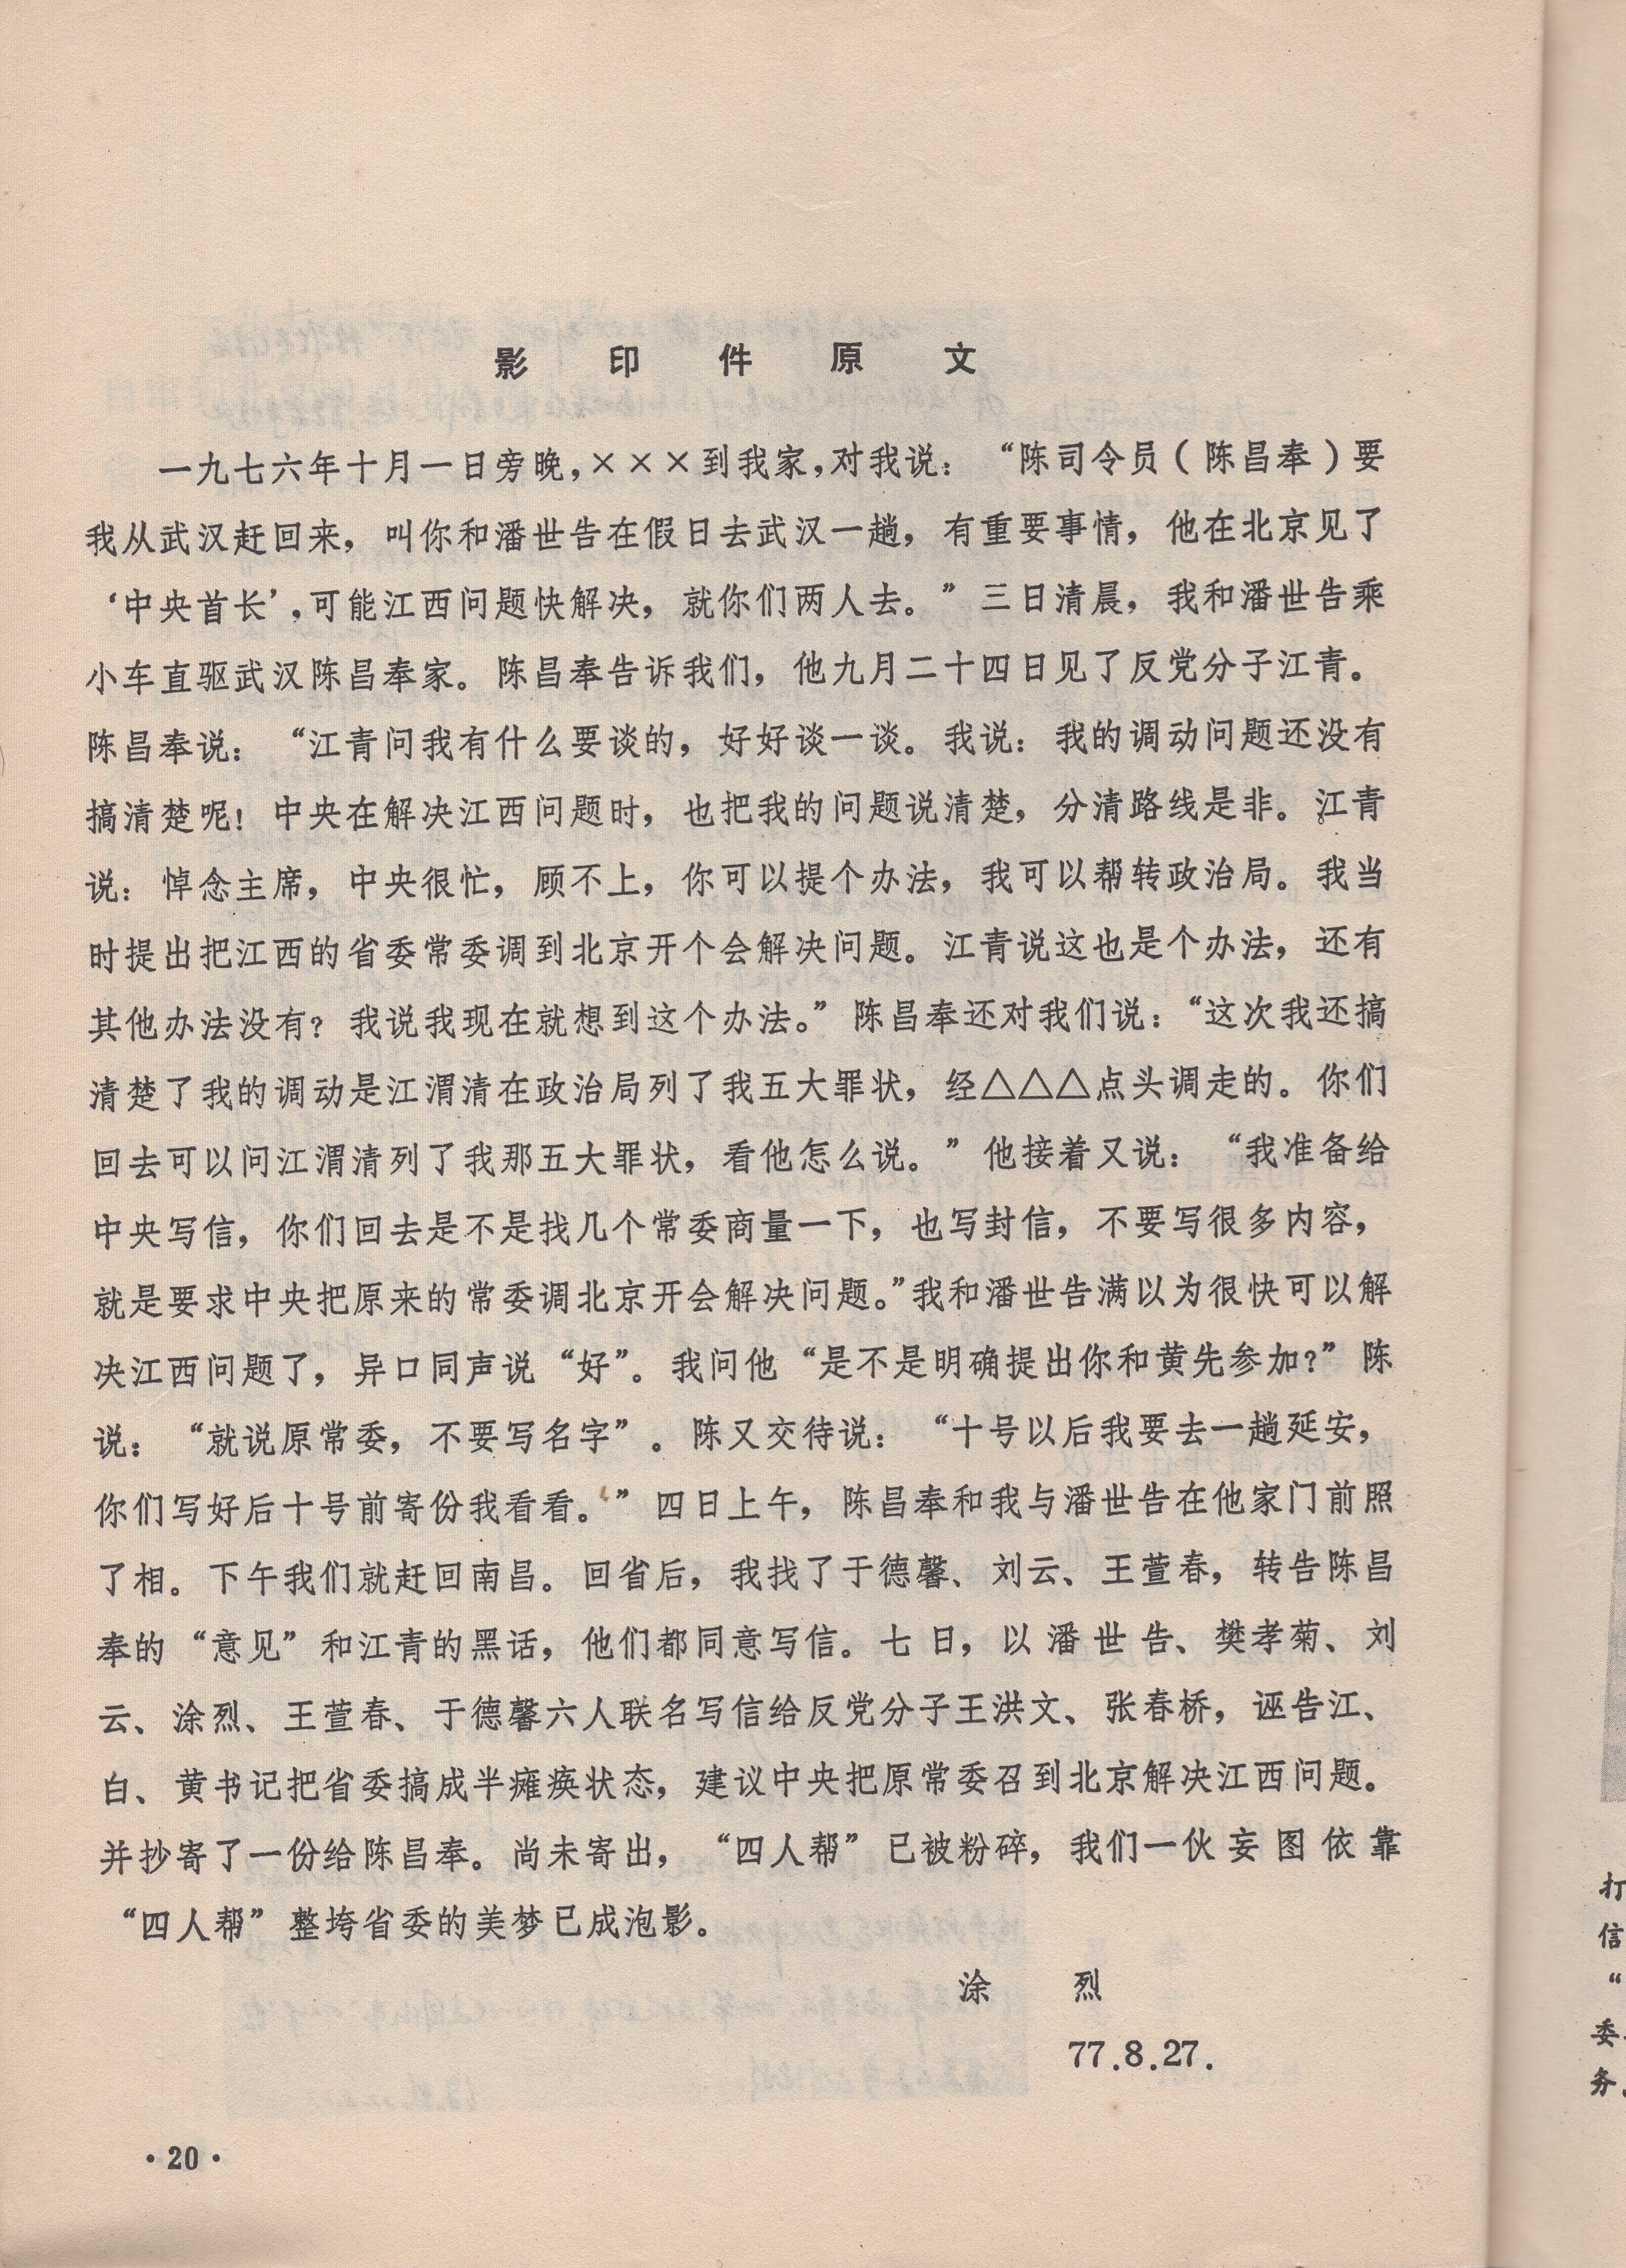 影印件原文
一九七六年十月一日旁晚，×××到我家，对我说：“陈司令员（陈昌奉）要
我从武汉赶回来，叫你和潘世告在假日去武汉一趟，有重要事情，他在北京见了
‘中央首长’，可能江西问题快解决，就你们两人去。”三日清晨，我和潘世告乘
小车直驱武汉陈昌奉家。陈昌奉告诉我们，他九月二十四日见了反党分子江青。
陈昌奉说：“江青问我有什么要谈的，好好谈一谈。我说：我的调动问题还没有
搞清楚呢！中央在解决江西问题时，也把我的问题说清楚，分清路线是非。江青
说：悼念主席，中央很忙，顾不上，你可以提个办法，我可以帮转政治局。我当
时提出把江西的省委常委调到北京开个会解决问题。江青说这也是个办法，还有
其他办法没有？我说我现在就想到这个办法。”陈昌奉还对我们说：“这次我还搞
清楚了我的调动是江渭清在政治局列了我五大罪状，经△△△点头调走的。你们
回去可以问江渭清列了我那五大罪状，看他怎么说。”他接着又说：“我准备给
中央写信，你们回去是不是找几个常委商量一下，也写封信，不要写很多内容，
就是要求中央把原来的常委调北京开会解决问题。”我和潘世告满以为很快可以解
决江西问题了，异口同声说“好”。我问他“是不是明确提出你和黄先参加？”陈
说：“就说原常委，不要写名字”。陈又交待说：“十号以后我要去一趟延安，
你们写好后十号前寄份我看看。”四日上午，陈昌奉和我与潘世告在他家门前照
了相。下午我们就赶回南昌。回省后，我找了于德馨、刘云、王萱春，转告陈昌
奉的“意见”和江青的黑话，他们都同意写信。七日，以潘世告、樊孝菊、刘
云、涂烈、王萱春、于德馨六人联名写信给反党分子王洪文、张春桥，诬告江、
白、黄书记把省委搞成半瘫痪状态，建议中央把原常委召到北京解决江西问题。
并抄寄了一份给陈昌奉。尚未寄出，“四人帮”已被粉碎，我们一伙妄图依靠
“四人帮”整垮省委的美梦已成泡影。
涂烈
77.8.27.
·20·
打
信
“
委
务